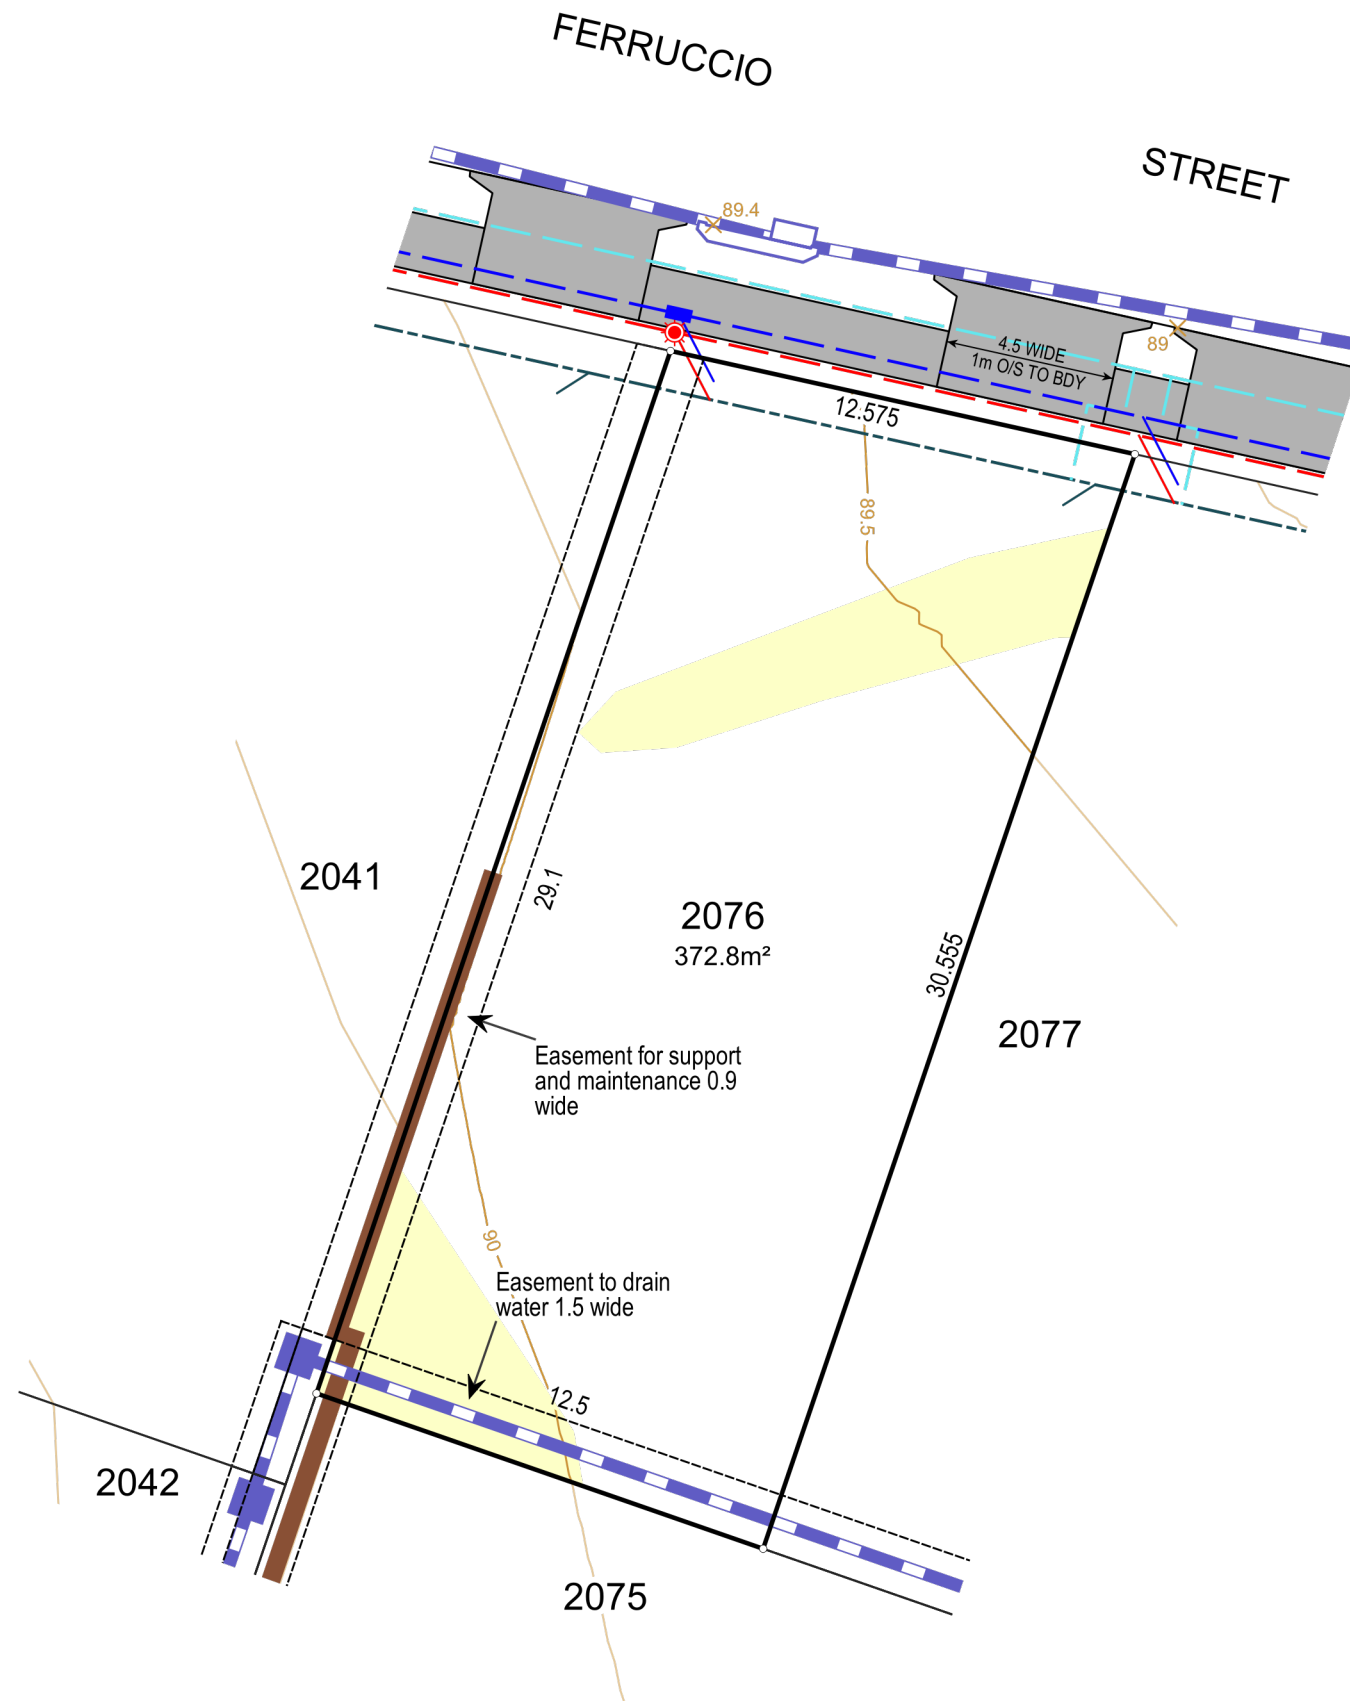 FERRUCCIO
STREET
89.4
89
4.5 WIDE
1m O/S TO BDY
12.575
89.5
2041
29.1
2076
372.8m²
30.555
2077
Easement for support
and maintenance 0.9
wide
90
Easement to drain
water 1.5 wide
12.5
2042
2075